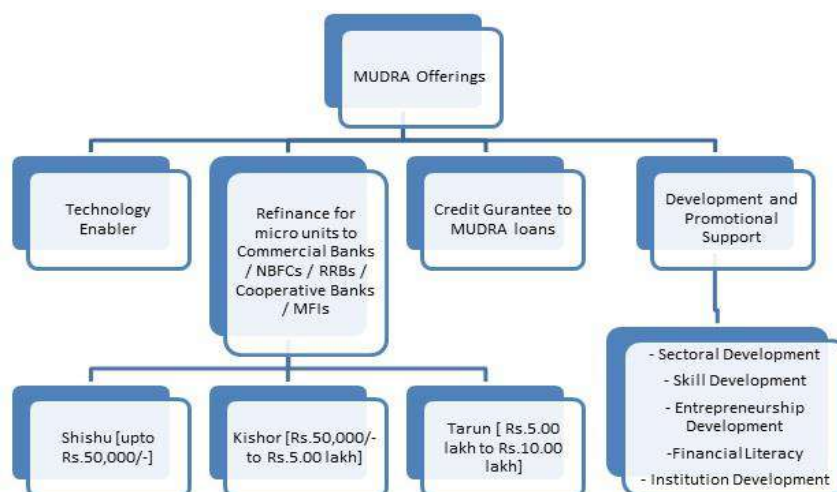 MUDRA Offerings
Technology
Enabler
Refinance for
micro units to
Commercial Banks
/ NBFCs / RRBs /
Cooperative Banks
/ MFIs
Credit Gurantee to
MUDRA loans
Development and
Promotional
Support
Shishu [upto
Rs.50,000/-]
Kishor [Rs.50,000/-
to Rs.5.00 lakh]
Tarun [ Rs.5.00
lakh to Rs.10.00
lakh]
- Sectoral Development
- Skill Development
- Entrepreneurship
Development
-Financial Literacy
- Institution Development